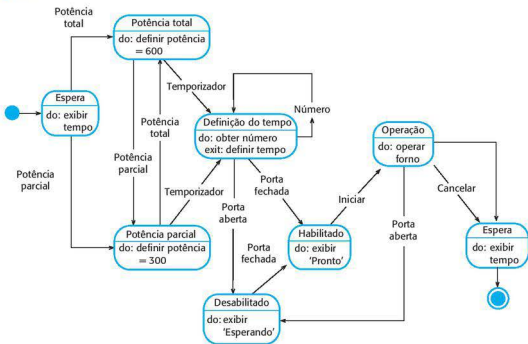 Potência
total
Potência total
do: definir potência
= 600
Espera
do: exibir
tempo
Potência
parcial
Temporizador
Potência
total
Potência
parcial
Temporizador
Potência parcial
do: definir potência
= 300
Definição do tempo
do: obter número
exit: definir tempo
Número
Porta
aberta
Porta
fechada
Porta
fechada
Desabilitado
do: exibir
'Esperando'
Habilitado
do: exibir
'Pronto'
Iniciar
Operação
do: operar
forno
Cancelar
Porta
aberta
Espera
do: exibir
tempo